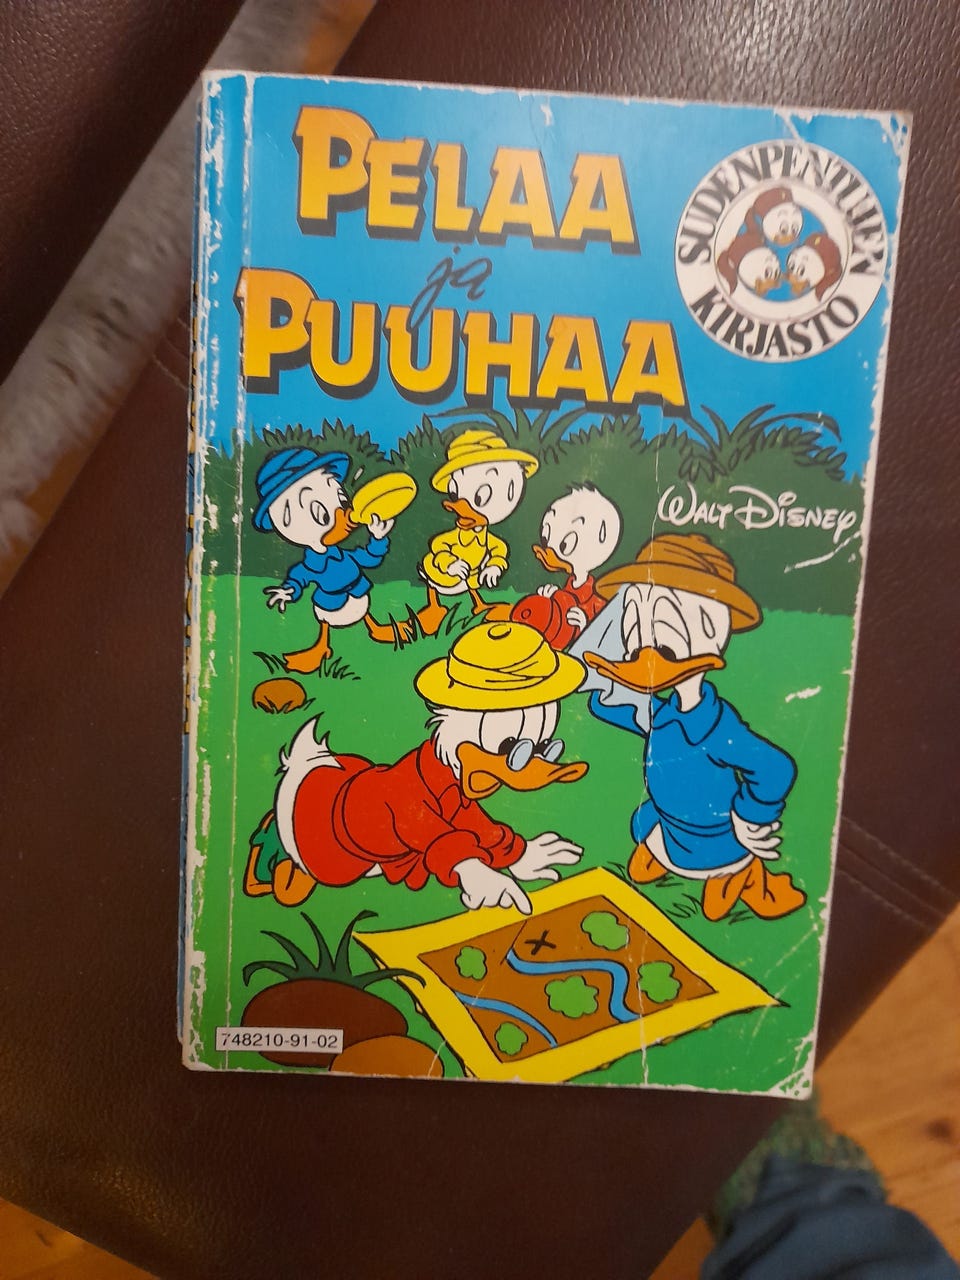 PELAA
ja
PUUHAA
SUDENPENTUJEN
KIRJASTO
WALT DISNEY
748210-91-02